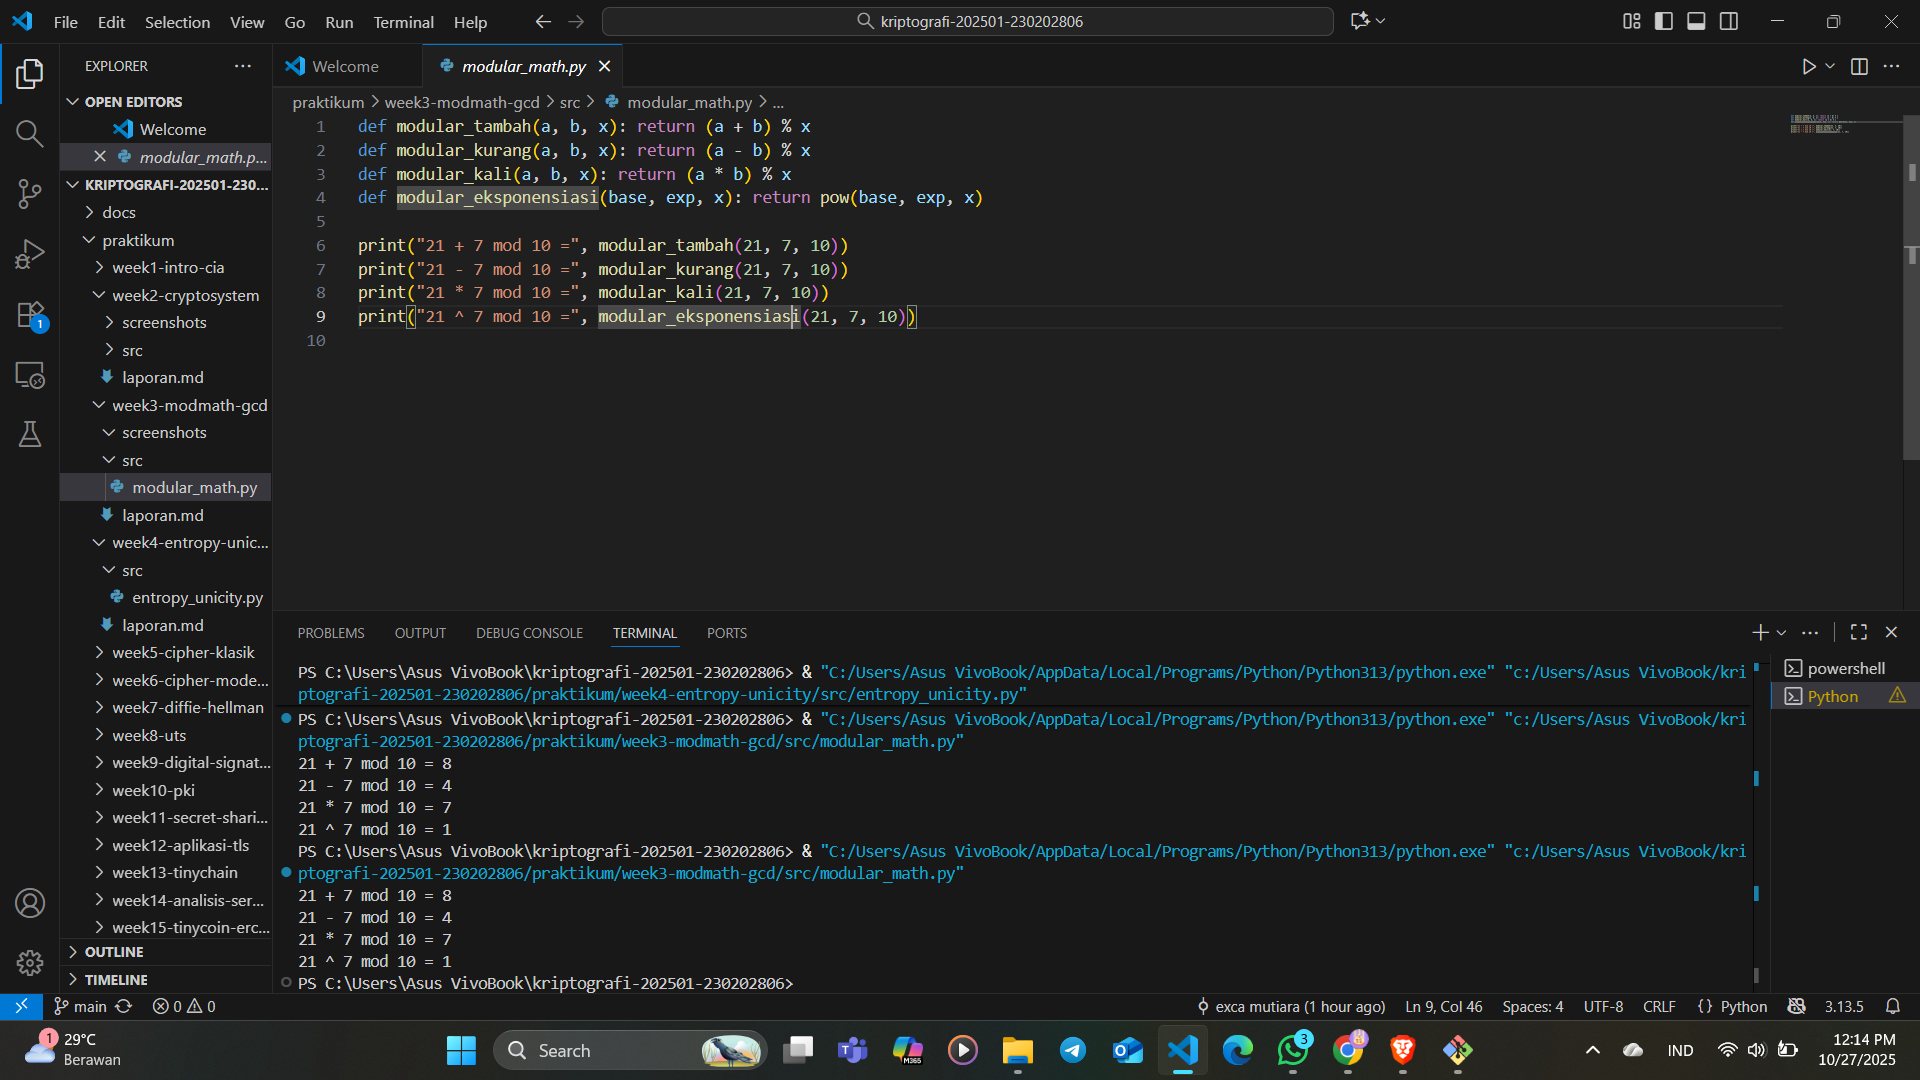 File Edit Selection View Go Run Terminal Help
kriptografi-202501-230202806
EXPLORER
OPEN EDITORS
Welcome
modular_math.p...
KRIPTOGRAFI-202501-230...
docs
praktikum
week1-intro-cia
week2-cryptosystem
screenshots
src
laporan.md
week3-modmath-gcd
screenshots
src
modular_math.py
laporan.md
week4-entropy-unic...
src
entropy_unicity.py
laporan.md
week5-cipher-klasik
week6-cipher-mode...
week7-diffie-hellman
week8-uts
week9-digital-signat...
week10-pki
week11-secret-shari...
week12-aplikasi-tls
week13-tinychain
week14-analisis-ser...
week15-tinycoin-erc...
OUTLINE
TIMELINE
1
Welcome modular_math.py
praktikum > week3-modmath-gcd > src > modular_math.py > ...
1 def modular_tambah(a, b, x): return (a + b) % x
2 def modular_kurang(a, b, x): return (a - b) % x
3 def modular_kali(a, b, x): return (a * b) % x
4 def modular_eksponensiasi(base, exp, x): return pow(base, exp, x)
5
6 print("21 + 7 mod 10 =", modular_tambah(21, 7, 10))
7 print("21 - 7 mod 10 =", modular_kurang(21, 7, 10))
8 print("21 * 7 mod 10 =", modular_kali(21, 7, 10))
9 print("21 ^ 7 mod 10 =", modular_eksponensiasi(21, 7, 10))
10
PROBLEMS OUTPUT DEBUG CONSOLE TERMINAL PORTS
PS C:\Users\Asus VivoBook\kriptografi-202501-230202806> & "C:/Users/Asus VivoBook/AppData/Local/Programs/Python/Python313/python.exe" "c:/Users/Asus VivoBook/kri
ptografi-202501-230202806/praktikum/week4-entropy-unicity/src/entropy_unicity.py"
PS C:\Users\Asus VivoBook\kriptografi-202501-230202806> & "C:/Users/Asus VivoBook/AppData/Local/Programs/Python/Python313/python.exe" "c:/Users/Asus VivoBook/kri
ptografi-202501-230202806/praktikum/week3-modmath-gcd/src/modular_math.py"
21 + 7 mod 10 = 8
21 - 7 mod 10 = 4
21 * 7 mod 10 = 7
21 ^ 7 mod 10 = 1
PS C:\Users\Asus VivoBook\kriptografi-202501-230202806> & "C:/Users/Asus VivoBook/AppData/Local/Programs/Python/Python313/python.exe" "c:/Users/Asus VivoBook/kri
ptografi-202501-230202806/praktikum/week3-modmath-gcd/src/modular_math.py"
21 + 7 mod 10 = 8
21 - 7 mod 10 = 4
21 * 7 mod 10 = 7
21 ^ 7 mod 10 = 1
PS C:\Users\Asus VivoBook\kriptografi-202501-230202806>
powershell
Python
main 0 0 exca mutiara (1 hour ago) Ln 9, Col 46 Spaces: 4 UTF-8 CRLF {} Python 3.13.5
1
29°C
Berawan
Search
M365
3
IND
12:14 PM
10/27/2025